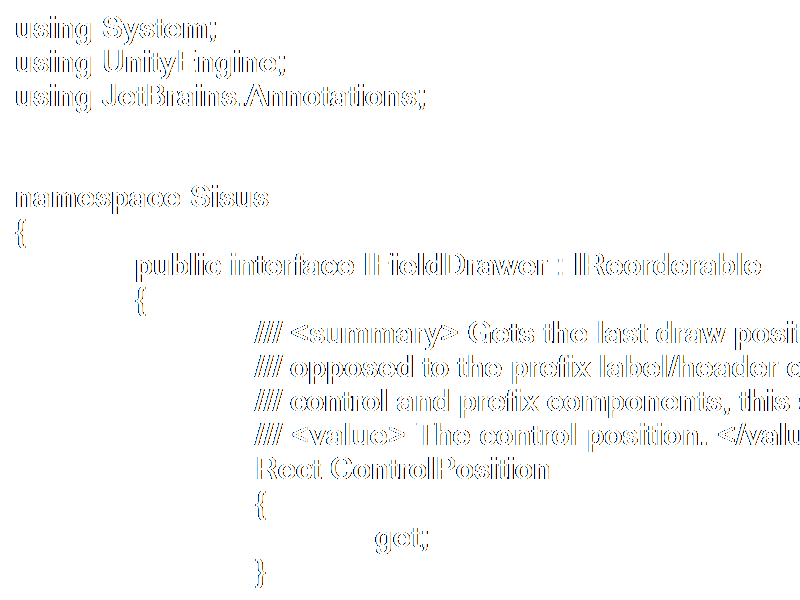 using System;
using UnityEngine;
using JetBrains.Annotations;
namespace Sisus
{
public interface IFieldDrawer : IReorderable
{
/// <summary> Gets the last draw posit
/// opposed to the prefix label/header
/// control and prefix components, this
/// <value> The control position. </valu
Rect ControlPosition
{
get;
}